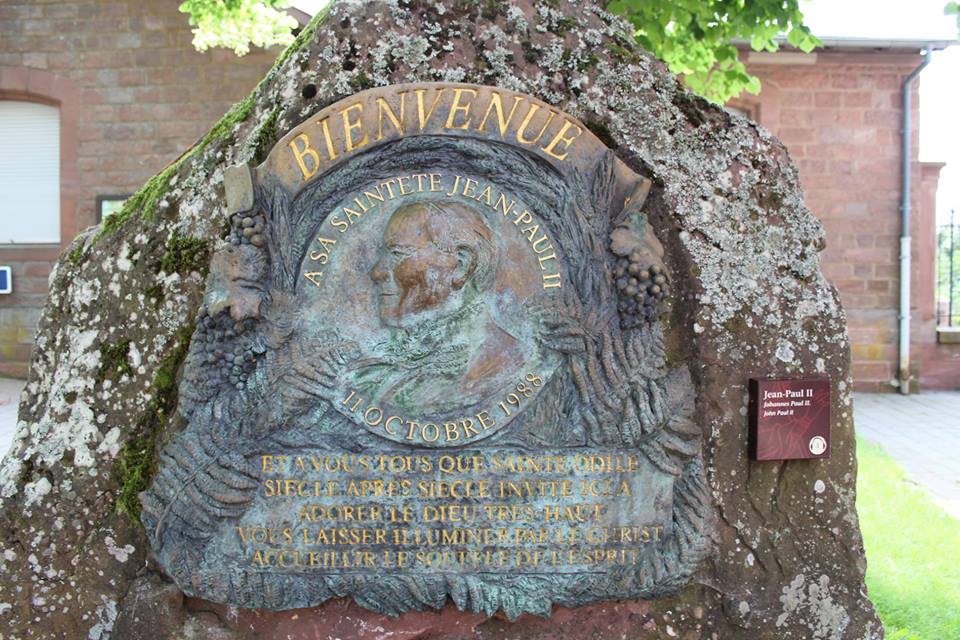 BIENVENUE
A SA SAINTETE JEAN-PAUL II
11 OCTOBRE 1988
ET A VOUS TOUS QUE SAINTE ODILE
SIECLE APRES SIECLE INVITE ICI A
ADORER LE DIEU TRES-HAUT
VOUS LAISSER ILLUMINER PAR LE CHRIST
ACCUEILLIR LE SOUFFLE DE L'ESPRIT
Jean-Paul II
Johannes Paul II.
John Paul II